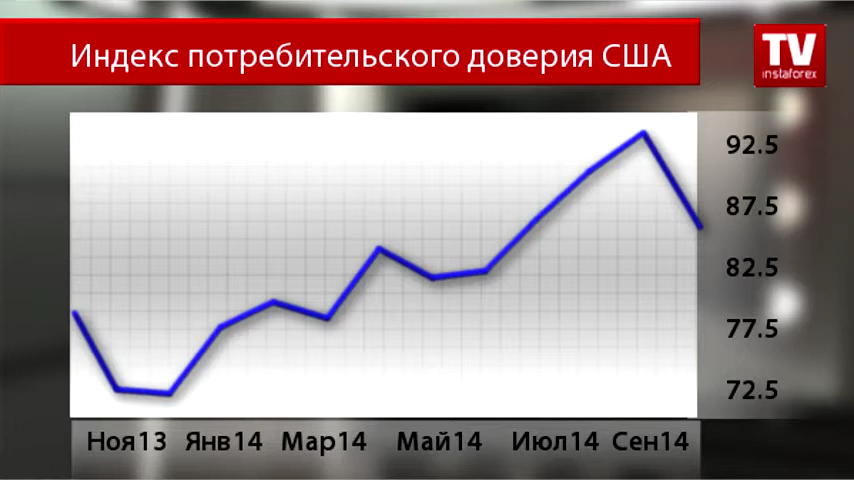 Индекс потребительского доверия США
TV
instaforex
92.5
87.5
82.5
77.5
72.5
Ноя13 Янв14 Мар14 Май14 Июл14 Сен14